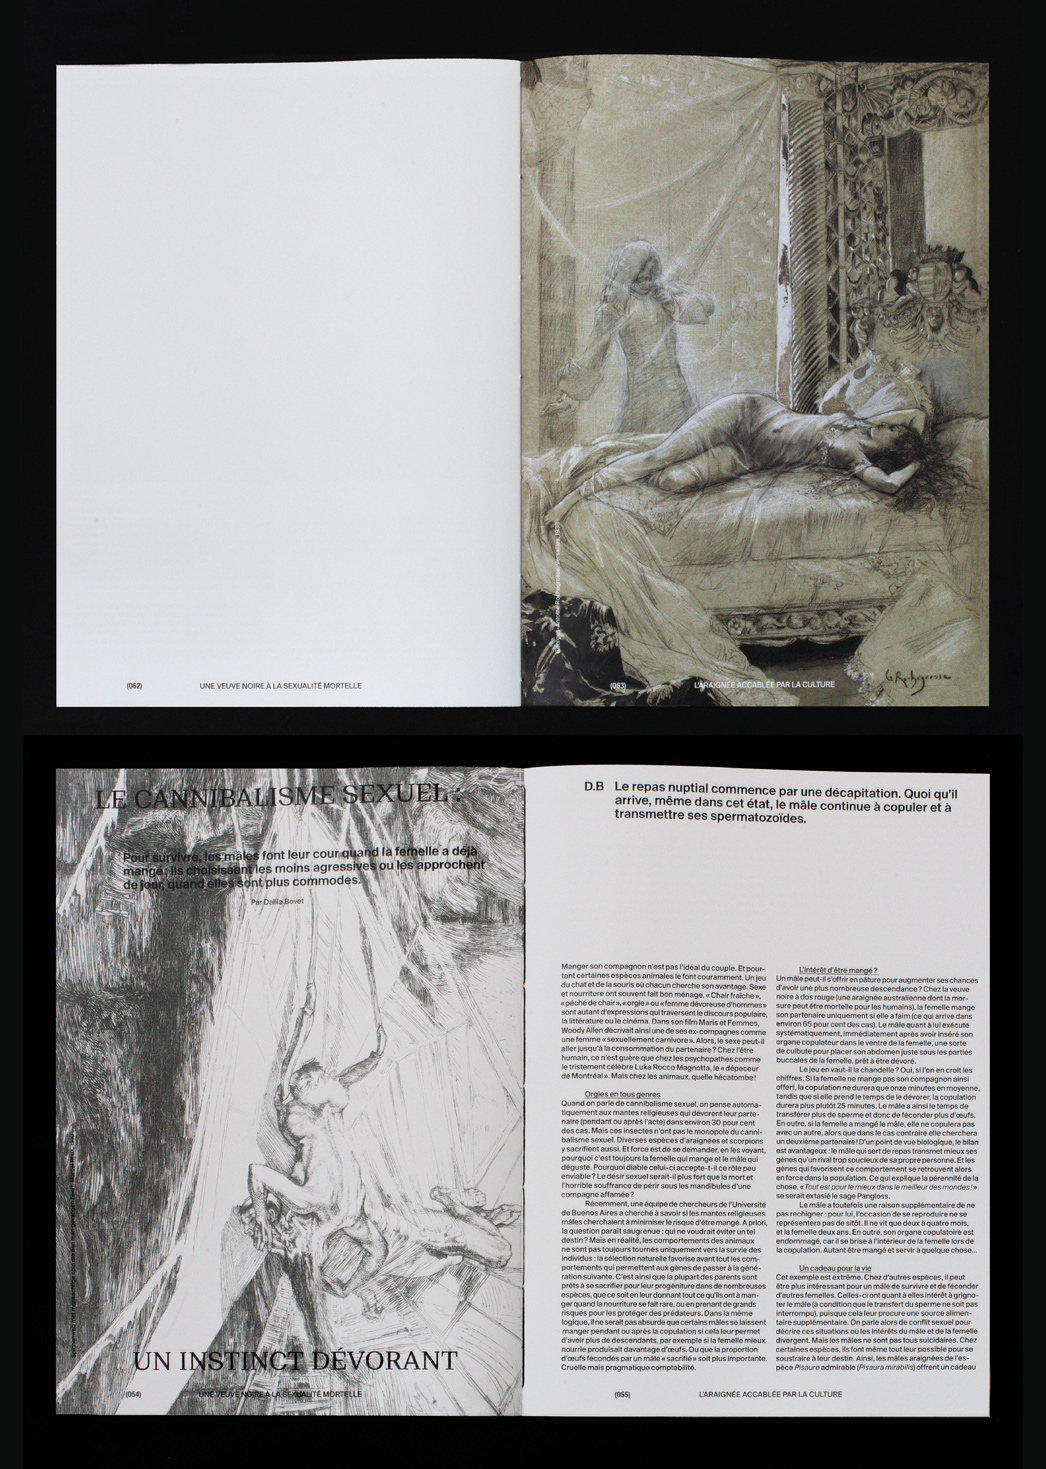 (062)
UNE VEUVE NOIRE À LA SEXUALITÉ MORTELLE
(063)
L'ARAIGNÉE ACCABLÉE PAR LA CULTURE
G. Rochegrosse
LE CANNIBALISME SEXUEL :
Pour survivre, les mâles font leur cour quand la femelle a déjà
mangé ; ils choisissent les moins agressives ou les approchent
de jour, quand elles sont plus commodes.
Par Dalila Bovet
UN INSTINCT DÉVORANT
(054)
UNE VEUVE NOIRE À LA SEXUALITÉ MORTELLE
D.B
Le repas nuptial commence par une décapitation. Quoi qu'il
arrive, même dans cet état, le mâle continue à copuler et à
transmettre ses spermatozoïdes.
Manger son compagnon n'est pas l'idéal du couple. Et pour-
tant certaines espèces animales le font couramment. Un jeu
du chat et de la souris où chacun cherche son avantage. Sexe
et nourriture ont souvent fait bon ménage. « Chair fraîche »,
« péché de chair », « orgie » ou « femme dévoreuse d'hommes »
sont autant d'expressions qui traversent le discours populaire,
la littérature ou le cinéma. Dans son film Maris et Femmes,
Woody Allen décrivait ainsi une de ses ex-compagnes comme
une femme « sexuellement carnivore ». Alors, le sexe peut-il
aller jusqu'à la consommation du partenaire ? Chez l'être
humain, ce n'est guère que chez les psychopathes comme
le tristement célèbre Luka Rocco Magnotta, le « dépeceur
de Montréal ». Mais chez les animaux, quelle hécatombe !
Orgies en tous genres
Quand on parle de cannibalisme sexuel, on pense automa-
tiquement aux mantes religieuses qui dévorent leur parte-
naire (pendant ou après l'acte) dans environ 30 pour cent
des cas. Mais ces insectes n'ont pas le monopole du canni-
balisme sexuel. Diverses espèces d'araignées et scorpions
y sacrifient aussi. Et force est de se demander, en les voyant,
pourquoi c'est toujours la femelle qui mange et le mâle qui
déguste. Pourquoi diable celui-ci accepte-t-il ce rôle peu
enviable ? Le désir sexuel serait-il plus fort que la mort et
l'horrible souffrance de périr sous les mandibules d'une
compagne affamée ?
Récemment, une équipe de chercheurs de l'Université
de Buenos Aires a cherché à savoir si les mantes religieuses
mâles cherchaient à minimiser le risque d'être mangé. A priori,
la question paraît saugrenue : qui ne voudrait éviter un tel
destin ? Mais en réalité, les comportements des animaux
ne sont pas toujours tournés uniquement vers la survie des
individus : la sélection naturelle favorise avant tout les com-
portements qui permettent aux gènes de passer à la géné-
ration suivante. C'est ainsi que la plupart des parents sont
prêts à se sacrifier pour leur progéniture dans de nombreuses
espèces, que ce soit en leur donnant tout ce qu'ils ont à man-
ger quand la nourriture se fait rare, ou en prenant de grands
risques pour les protéger des prédateurs. Dans la même
logique, il ne serait pas absurde que certains mâles se laissent
manger pendant ou après la copulation si cela leur permet
d'avoir plus de descendants, par exemple si la femelle mieux
nourrie produisait davantage d'œufs. Ou que la proportion
d'œufs fécondés par un mâle « sacrifié » soit plus importante.
Cruelle mais pragmatique comptabilité.
L'intérêt d'être mangé ?
Un mâle peut-il s'offrir en pâture pour augmenter ses chances
d'avoir une plus nombreuse descendance ? Chez la veuve
noire à dos rouge (une araignée australienne dont la mor-
sure peut être mortelle pour les humains), la femelle mange
son partenaire uniquement si elle a faim (ce qui arrive dans
environ 65 pour cent des cas). Le mâle quant à lui exécute
systématiquement, immédiatement après avoir inséré son
organe copulateur dans le ventre de la femelle, une sorte
de culbute pour placer son abdomen juste sous les parties
buccales de la femelle, prêt à être dévoré.
Le jeu en vaut-il la chandelle ? Oui, si l'on en croit les
chiffres. Si la femelle ne mange pas son compagnon ainsi
offert, la copulation ne durera que onze minutes en moyenne,
tandis que si elle prend le temps de le dévorer, la copulation
durera plus plutôt 25 minutes. Le mâle a ainsi le temps de
transférer plus de sperme et donc de féconder plus d'œufs.
En outre, si la femelle a mangé le mâle, elle ne copulera pas
avec un autre, alors que dans le cas contraire elle cherchera
un deuxième partenaire ! D'un point de vue biologique, le bilan
est avantageux : le mâle qui sert de repas transmet mieux ses
gènes qu'un rival trop soucieux de sa propre personne. Et les
gènes qui favorisent ce comportement se retrouvent alors
en force dans la population. Ce qui explique la pérennité de la
chose. « Tout est pour le mieux dans le meilleur des mondes ! »
se serait extasié le sage Pangloss.
Le mâle a toutefois une raison supplémentaire de ne
pas rechigner : pour lui, l'occasion de se reproduire ne se
représentera pas de sitôt. Il ne vit que deux à quatre mois,
et la femelle deux ans. En outre, son organe copulatoire est
endommagé, car il se brise à l'intérieur de la femelle lors de
la copulation. Autant être mangé et servir à quelque chose...
Un cadeau pour la vie
Cet exemple est extrême. Chez d'autres espèces, il peut
être plus intéressant pour un mâle de survivre et de féconder
d'autres femelles. Celles-ci ont quant à elles intérêt à grigno-
ter le mâle (à condition que le transfert du sperme ne soit pas
interrompu), puisque cela leur procure une source alimen-
taire supplémentaire. On parle alors de conflit sexuel pour
décrire ces situations où les intérêts du mâle et de la femelle
divergent. Mais les mâles ne sont pas tous suicidaires. Chez
certaines espèces, ils font même tout leur possible pour se
soustraire à leur destin. Ainsi, les mâles araignées de l'es-
pèce Pisaure admirable (Pisaura mirabilis) offrent un cadeau
(055)
L'ARAIGNÉE ACCABLÉE PAR LA CULTURE